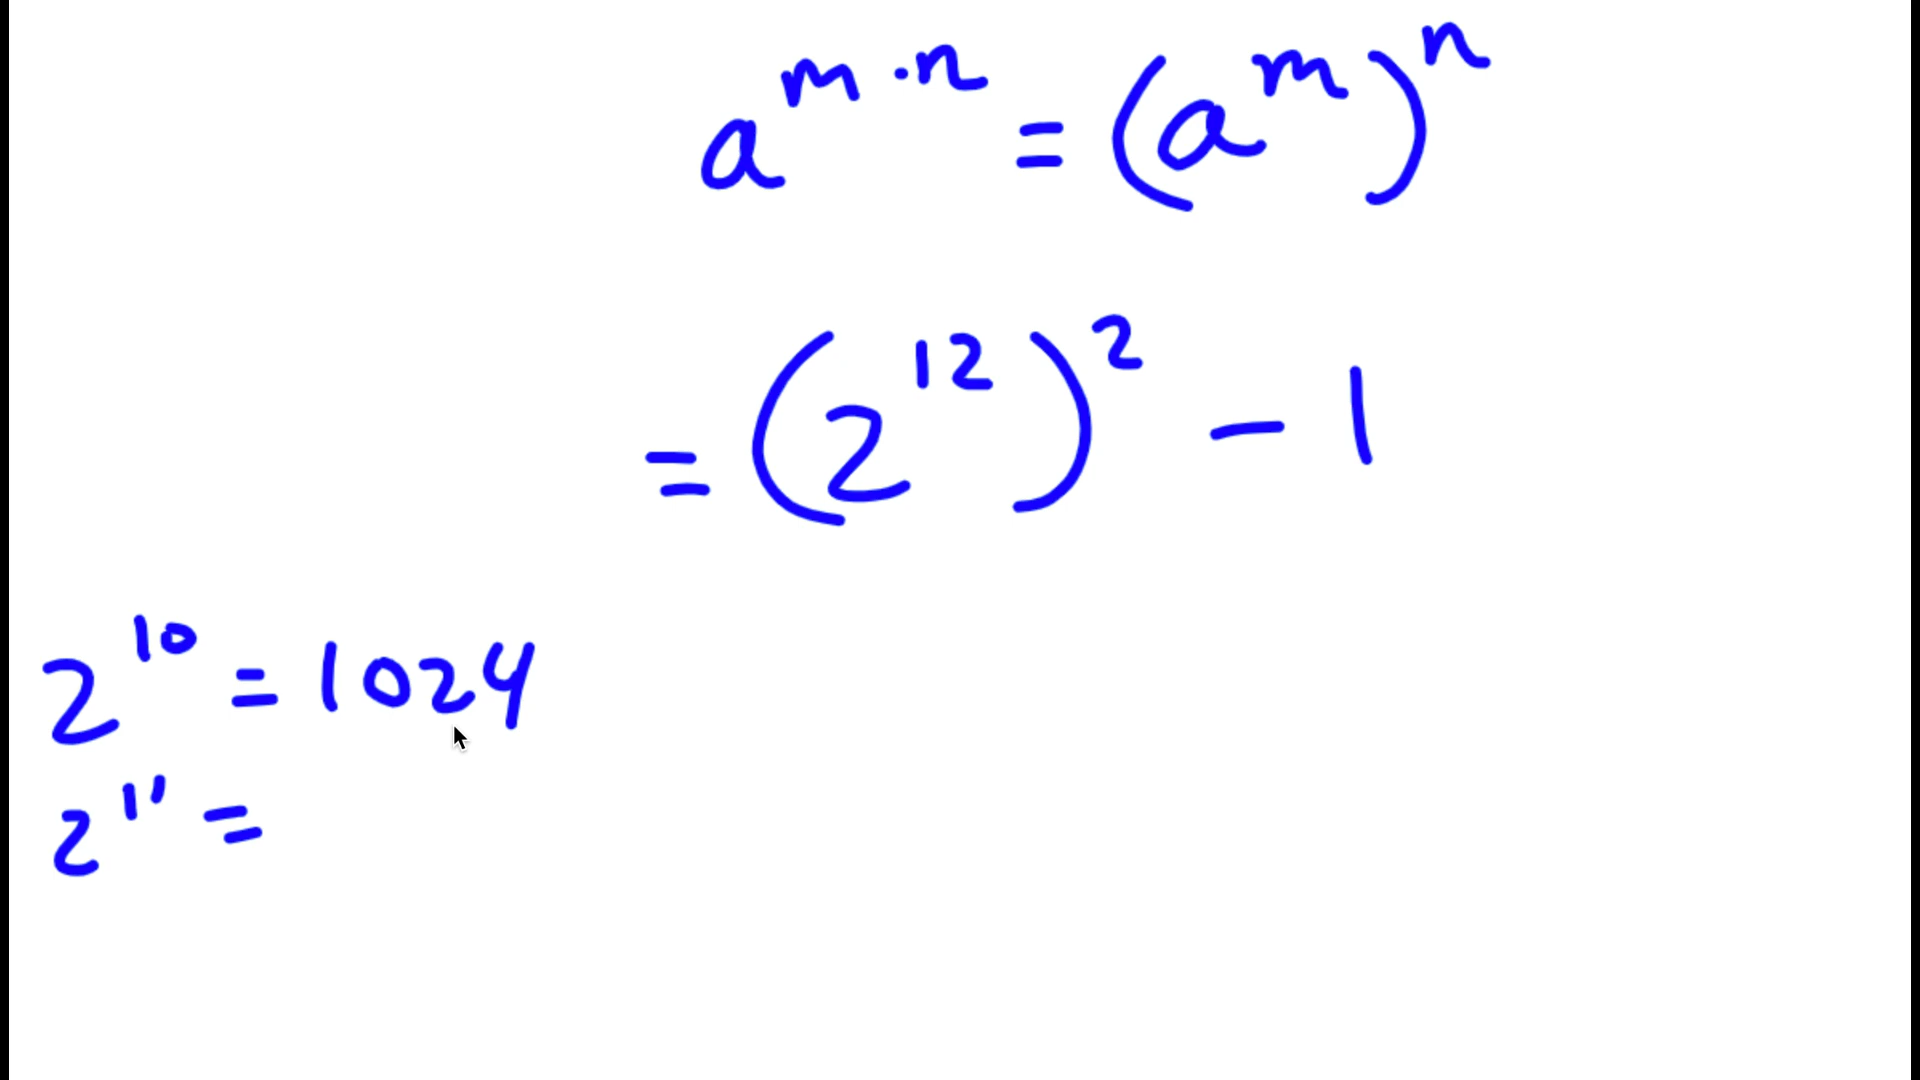 a^{m·n} = (a^m)^n
= (2^{12})^2 - 1
2^{10} = 1024
2^{11} =